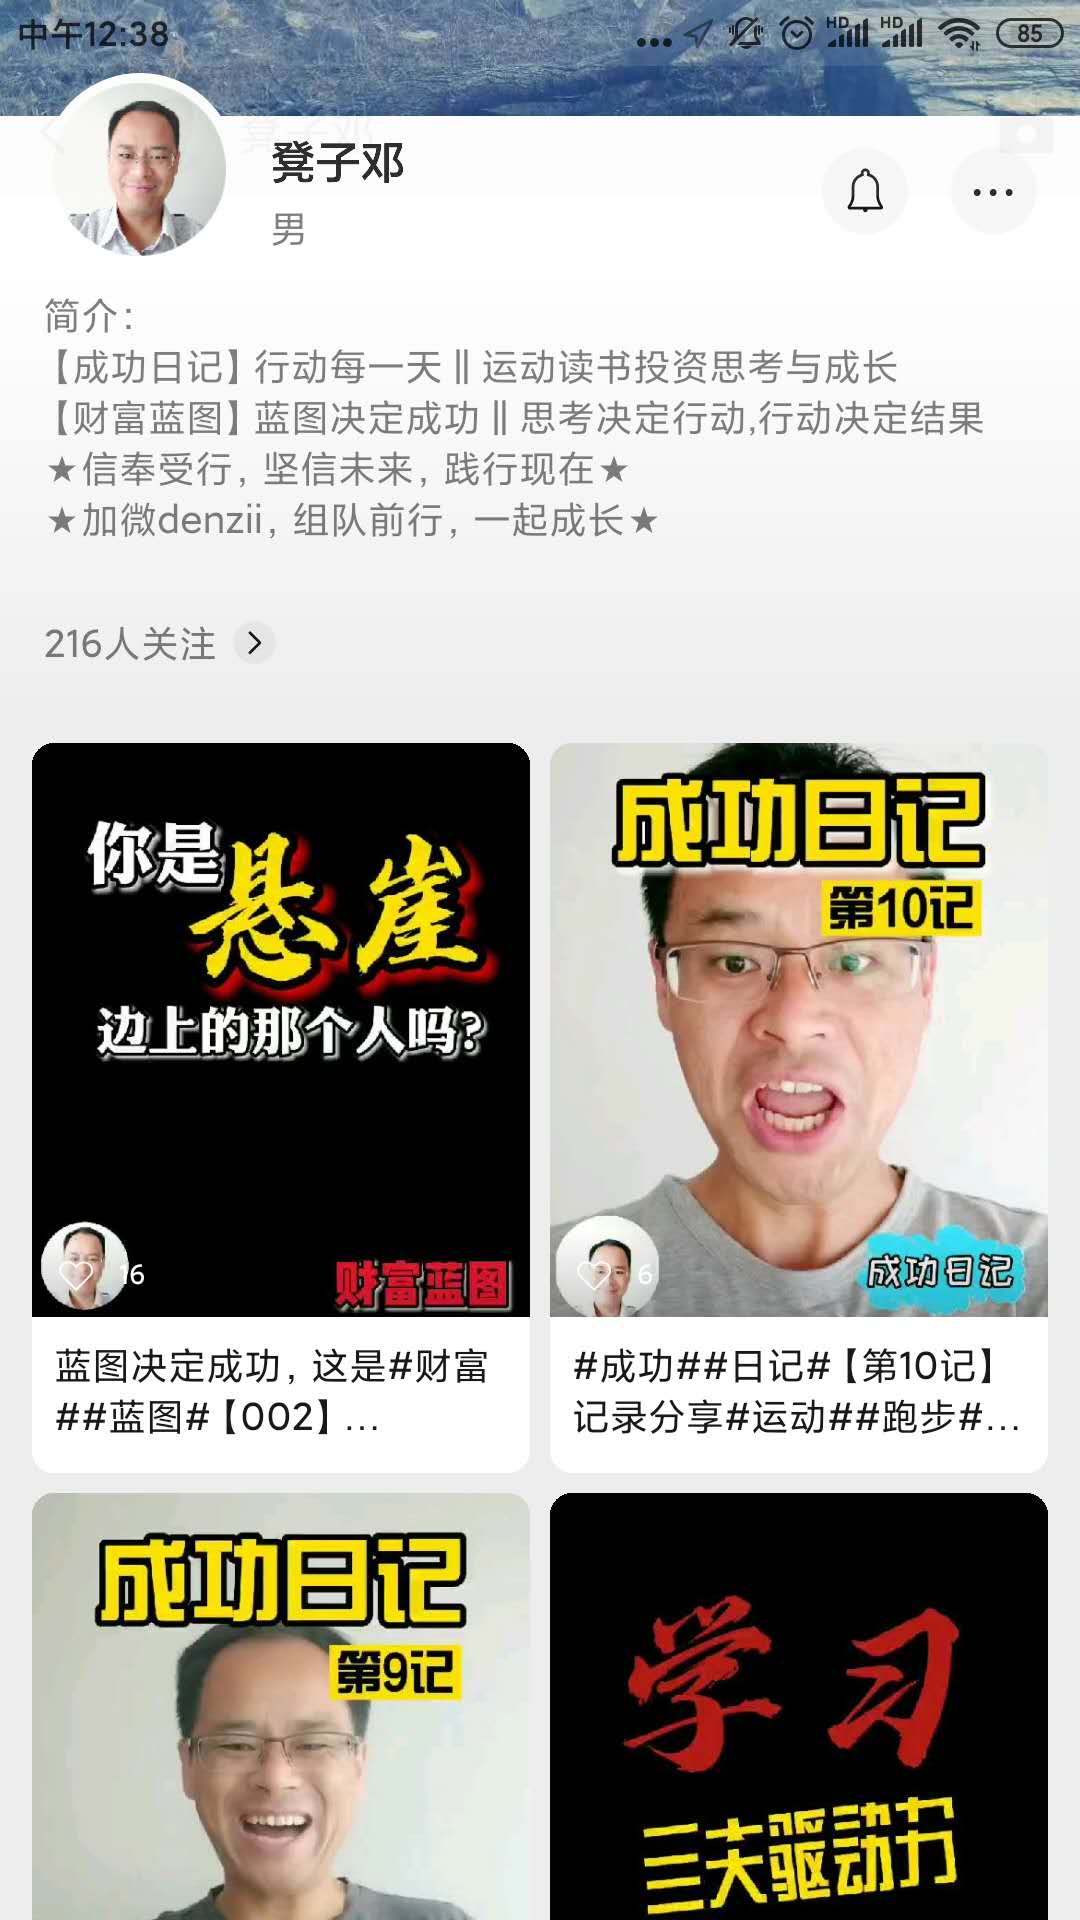 中午12:38
HD
HD
85
凳子邓
男
简介：
【成功日记】行动每一天 || 运动读书投资思考与成长
【财富蓝图】蓝图决定成功 || 思考决定行动,行动决定结果
★信奉受行，坚信未来，践行现在★
★加微denzii，组队前行，一起成长★
216人关注
你是悬崖
边上的那个人吗?
16
财富蓝图
蓝图决定成功，这是#财富
##蓝图#【002】...
成功日记
第10记
6
成功日记
#成功##日记#【第10记】
记录分享#运动##跑步#...
成功日记
第9记
学习
三大驱动力